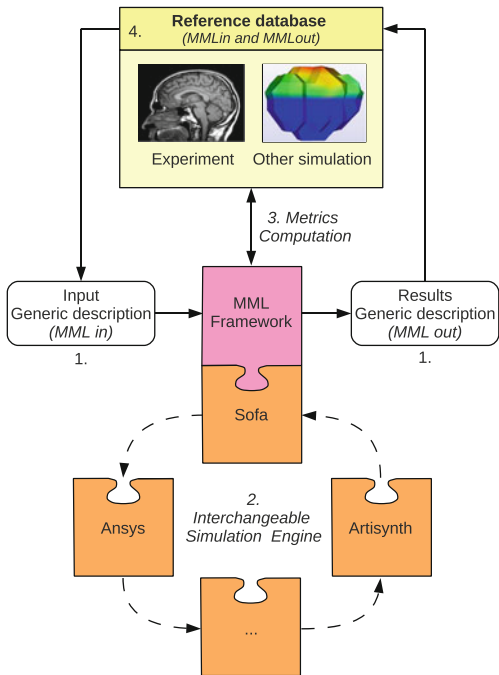 4.
Reference database
(MMLin and MMLout)
Experiment
Other simulation
3. Metrics
Computation
Input
Generic description
(MML in)
1.
MML
Framework
Results
Generic description
(MML out)
1.
Sofa
Ansys
2.
Interchangeable
Simulation Engine
Artisynth
...